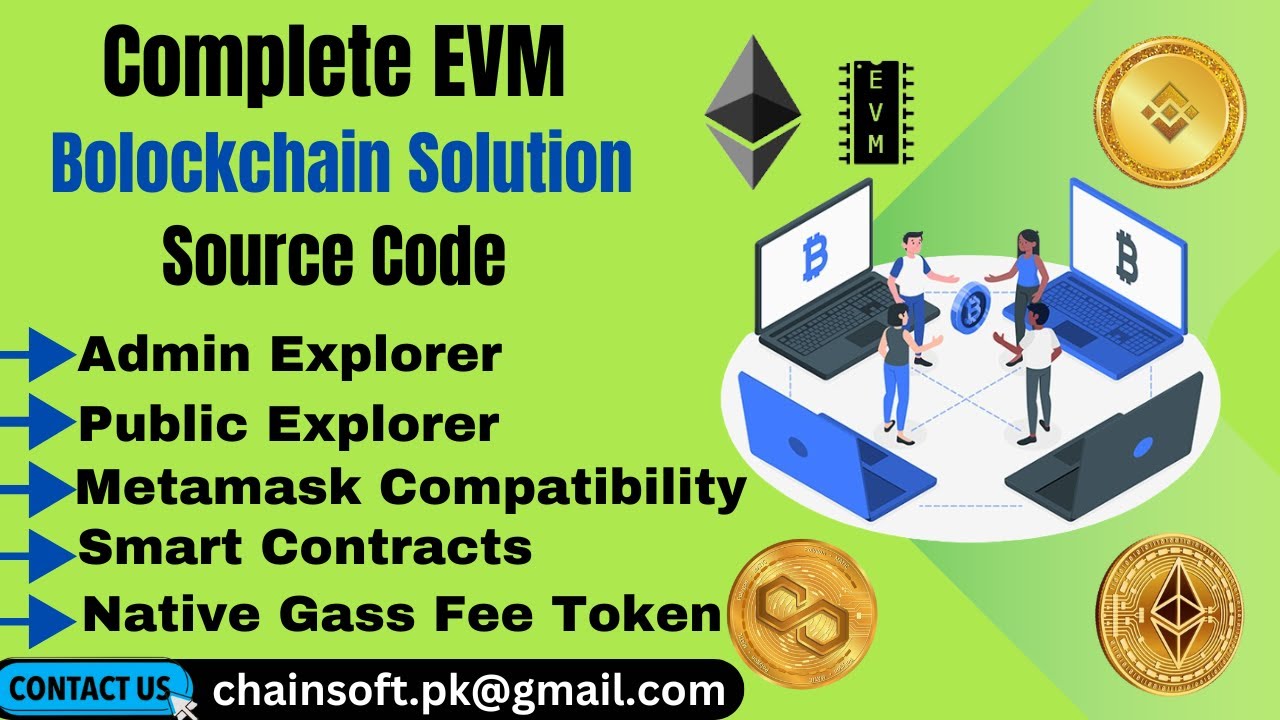 Complete EVM
Bolockchain Solution
Source Code
Admin Explorer
Public Explorer
Metamask Compatibility
Smart Contracts
Native Gass Fee Token
CONTACT US
chainsoft.pk@gmail.com
E
V
M